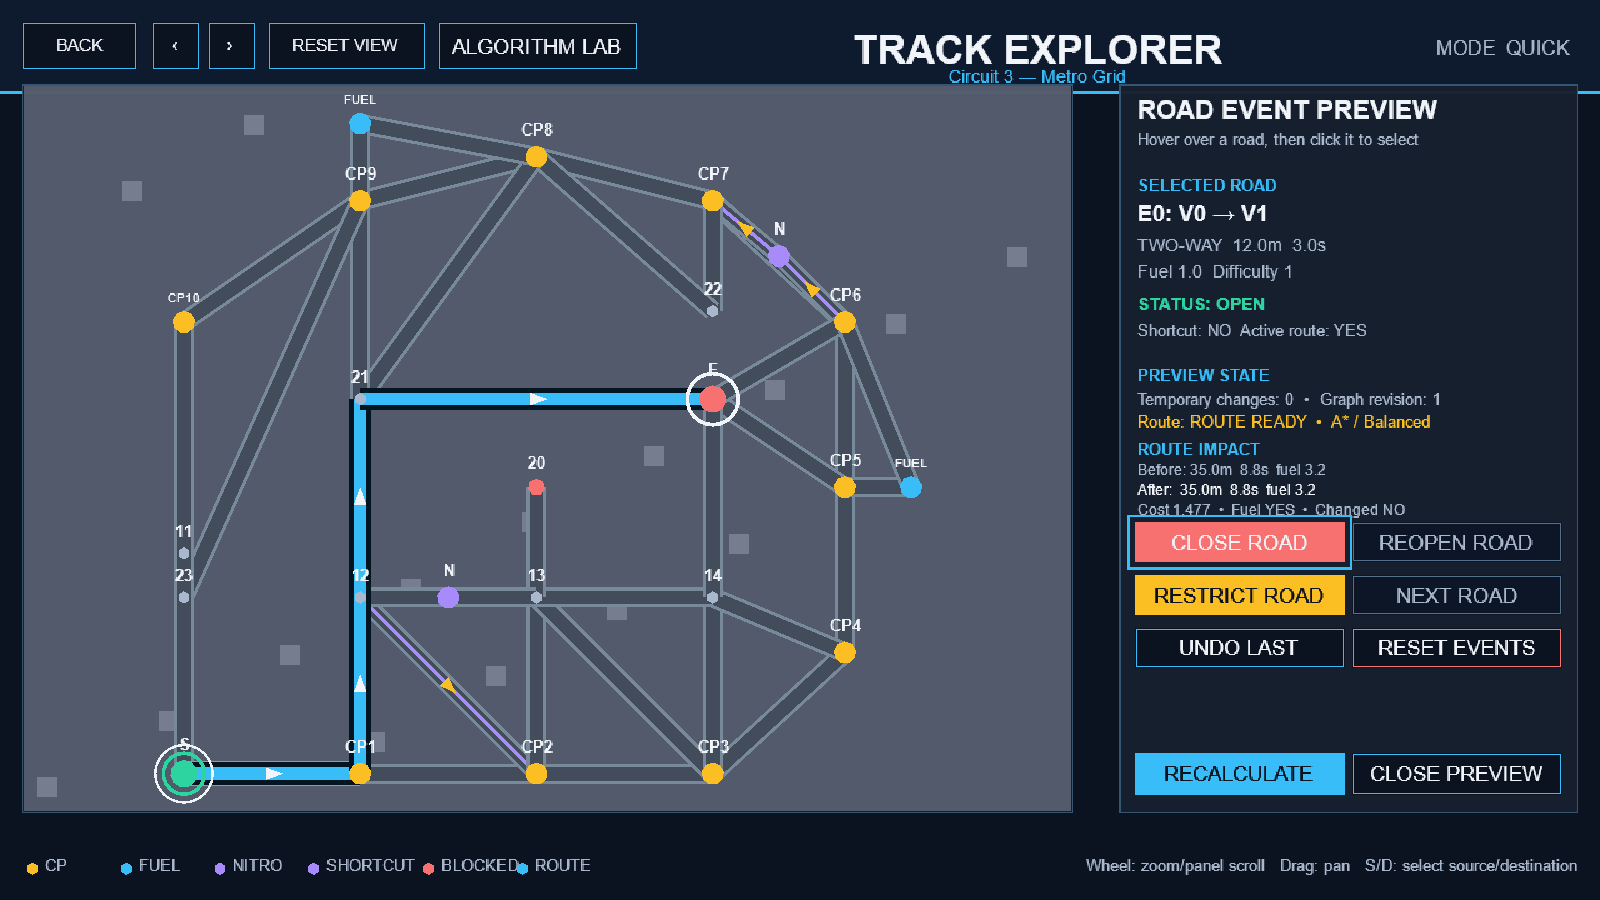 BACK
‹
›
RESET VIEW
ALGORITHM LAB
TRACK EXPLORER
Circuit 3 — Metro Grid
MODE QUICK
FUEL
CP8
CP9
CP7
N
22
CP6
CP10
21
E
20
CP5
FUEL
11
23
12
N
13
14
CP4
S
CP1
CP2
CP3
ROAD EVENT PREVIEW
Hover over a road, then click it to select
SELECTED ROAD
E0: V0 → V1
TWO-WAY 12.0m 3.0s
Fuel 1.0 Difficulty 1
STATUS: OPEN
Shortcut: NO Active route: YES
PREVIEW STATE
Temporary changes: 0 • Graph revision: 1
Route: ROUTE READY • A* / Balanced
ROUTE IMPACT
Before: 35.0m 8.8s fuel 3.2
After: 35.0m 8.8s fuel 3.2
Cost 1.477 • Fuel YES • Changed NO
CLOSE ROAD
REOPEN ROAD
RESTRICT ROAD
NEXT ROAD
UNDO LAST
RESET EVENTS
RECALCULATE
CLOSE PREVIEW
CP
FUEL
NITRO
SHORTCUT
BLOCKED
ROUTE
Wheel: zoom/panel scroll Drag: pan S/D: select source/destination